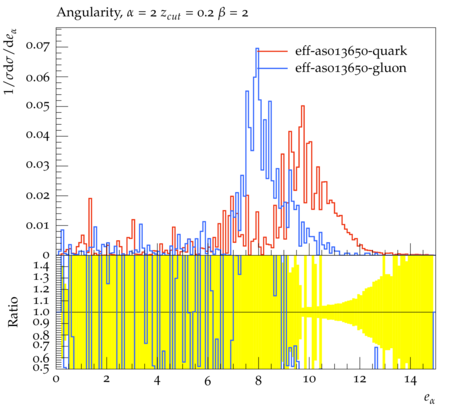 Angularity, α = 2 z_cut = 0.2 β = 2
1/σdσ/de_α
eff-as013650-quark
eff-as013650-gluon
0.07
0.06
0.05
0.04
0.03
0.02
0.01
0
Ratio
1.4
1.3
1.2
1.1
1.0
0.9
0.8
0.7
0.6
0.5
0 2 4 6 8 10 12 14
e_α